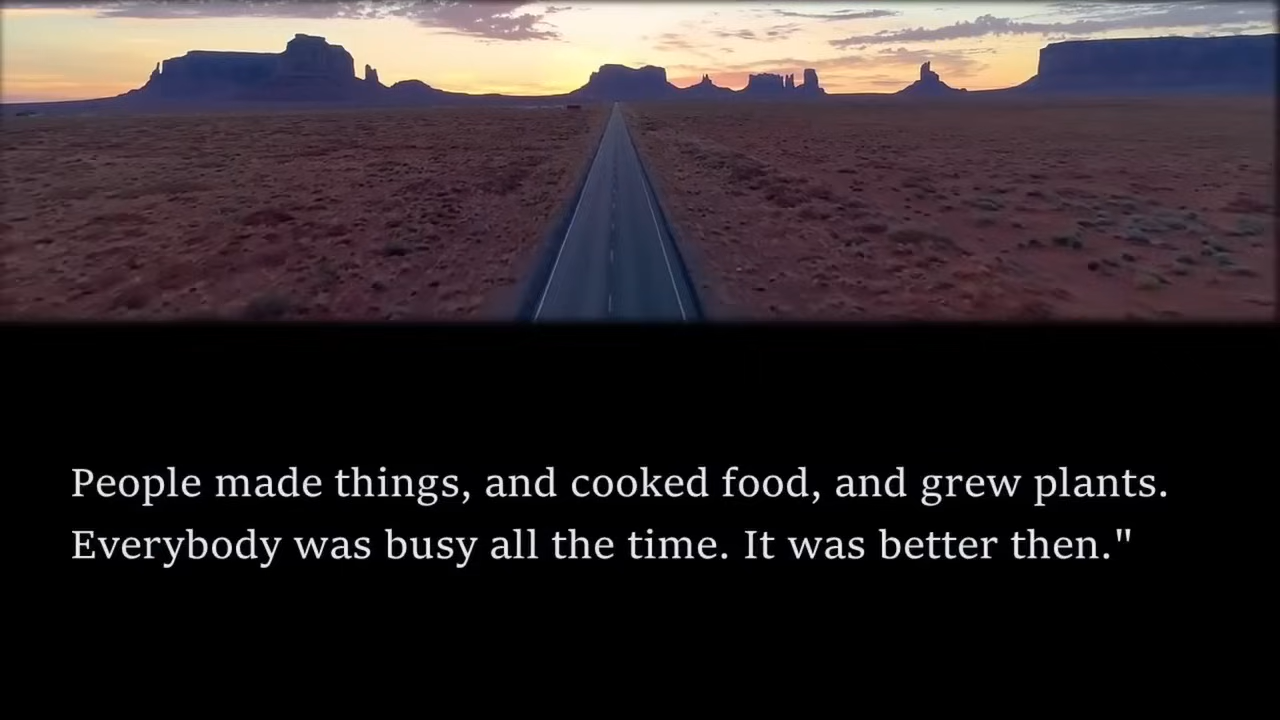 People made things, and cooked food, and grew plants.
Everybody was busy all the time. It was better then."